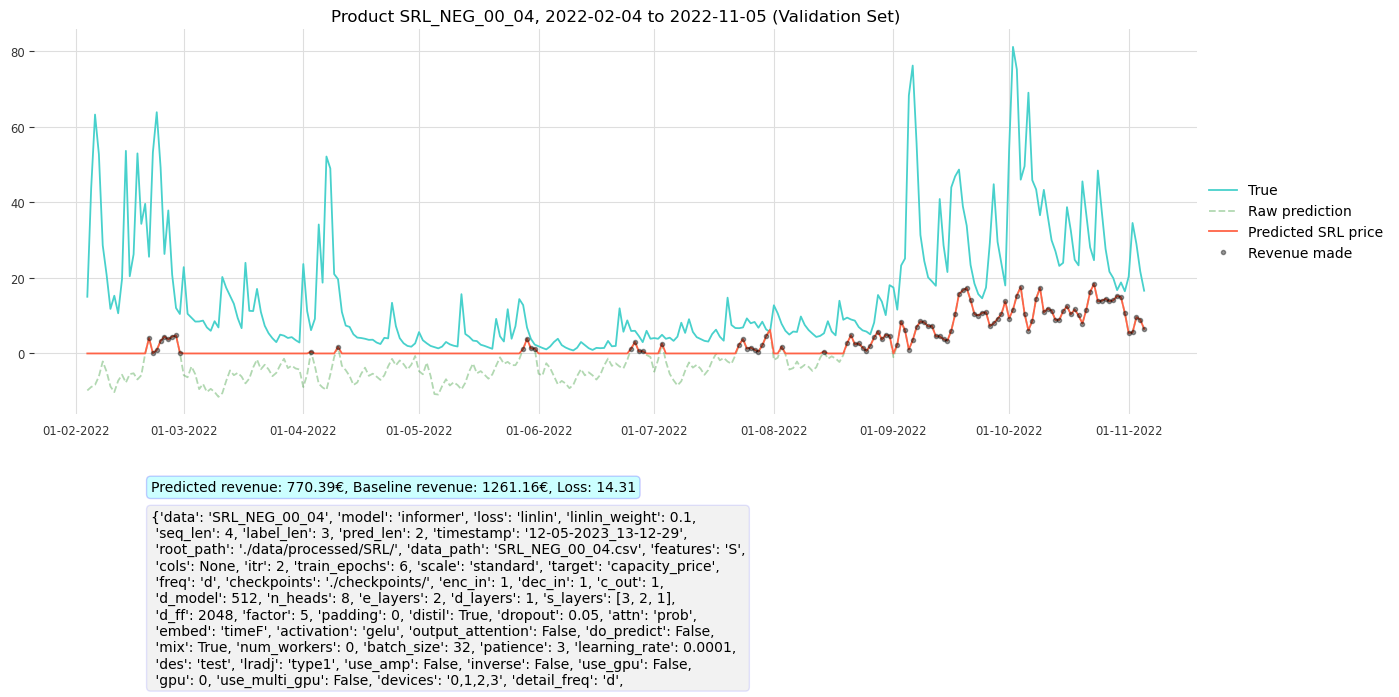 Product SRL_NEG_00_04, 2022-02-04 to 2022-11-05 (Validation Set)
80
60
40
20
0
01-02-2022 01-03-2022 01-04-2022 01-05-2022 01-06-2022 01-07-2022 01-08-2022 01-09-2022 01-10-2022 01-11-2022
True
Raw prediction
Predicted SRL price
Revenue made
Predicted revenue: 770.39€, Baseline revenue: 1261.16€, Loss: 14.31
{'data': 'SRL_NEG_00_04', 'model': 'informer', 'loss': 'linlin', 'linlin_weight': 0.1,
'seq_len': 4, 'label_len': 3, 'pred_len': 2, 'timestamp': '12-05-2023_13-12-29',
'root_path': './data/processed/SRL/', 'data_path': 'SRL_NEG_00_04.csv', 'features': 'S',
'cols': None, 'itr': 2, 'train_epochs': 6, 'scale': 'standard', 'target': 'capacity_price',
'freq': 'd', 'checkpoints': './checkpoints/', 'enc_in': 1, 'dec_in': 1, 'c_out': 1,
'd_model': 512, 'n_heads': 8, 'e_layers': 2, 'd_layers': 1, 's_layers': [3, 2, 1],
'd_ff': 2048, 'factor': 5, 'padding': 0, 'distil': True, 'dropout': 0.05, 'attn': 'prob',
'embed': 'timeF', 'activation': 'gelu', 'output_attention': False, 'do_predict': False,
'mix': True, 'num_workers': 0, 'batch_size': 32, 'patience': 3, 'learning_rate': 0.0001,
'des': 'test', 'lradj': 'type1', 'use_amp': False, 'inverse': False, 'use_gpu': False,
'gpu': 0, 'use_multi_gpu': False, 'devices': '0,1,2,3', 'detail_freq': 'd',